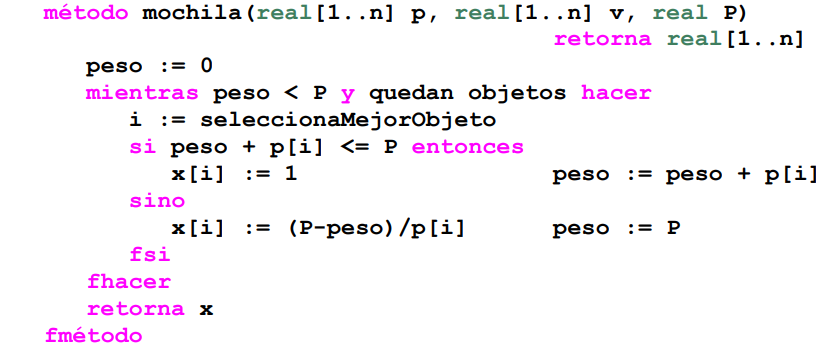 método mochila(real[1..n] p, real[1..n] v, real P)
retorna real[1..n]
peso := 0
mientras peso < P y quedan objetos hacer
i := seleccionaMejorObjeto
si peso + p[i] <= P entonces
x[i] := 1 peso := peso + p[i]
sino
x[i] := (P-peso)/p[i] peso := P
fsi
fhacer
retorna x
fmétodo